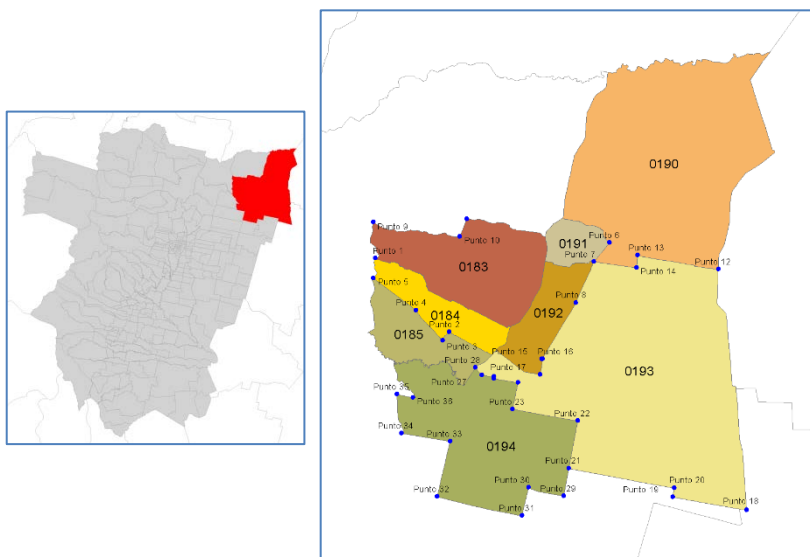 0190
Punto 9
Punto 6
0191
Punto 10
Punto 13
Punto 1
Punto 7
0183
Punto 14
Punto 12
Punto 5
Punto 8
Punto 4
0184
0192
Punto 2
0185
Punto 3
Punto 15
Punto 16
Punto 28
Punto 17
0193
Punto 27
Punto 35
Punto 36
Punto 23
Punto 22
0194
Punto 34
Punto 33
Punto 21
Punto 30
Punto 20
Punto 32
Punto 29
Punto 19
Punto 31
Punto 18